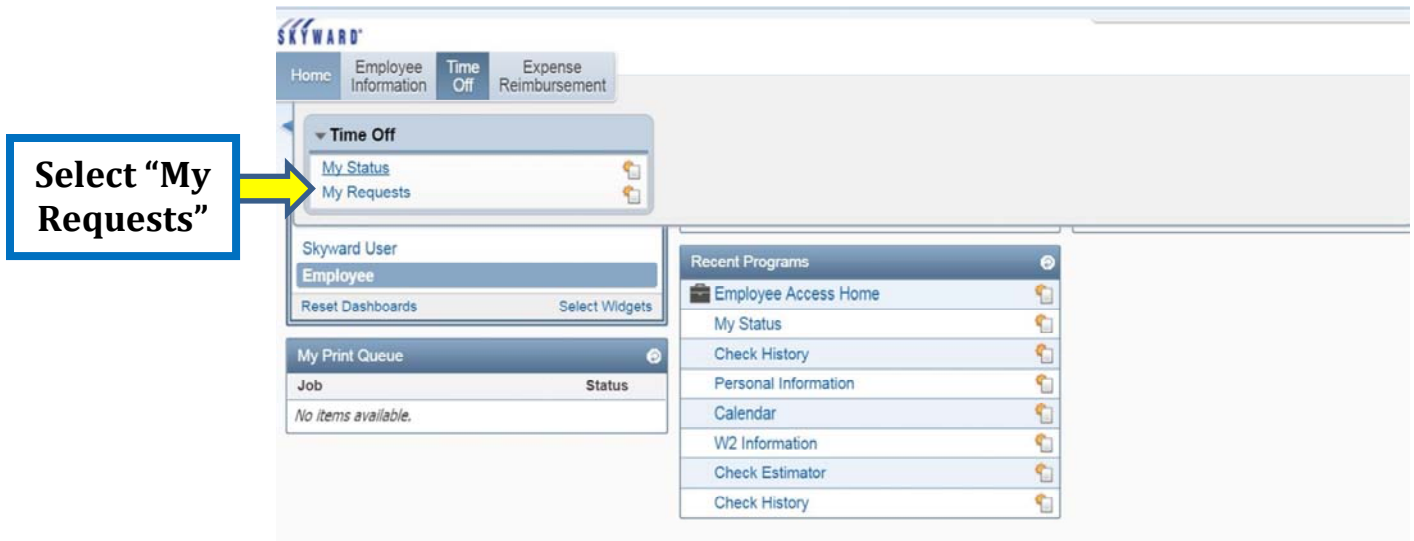 SKYWARD®
Home
Employee
Information
Time
Off
Expense
Reimbursement
Time Off
My Status
My Requests
Select “My
Requests”
Skyward User
Employee
Reset Dashboards Select Widgets
My Print Queue
Job Status
No items available.
Recent Programs
Employee Access Home
My Status
Check History
Personal Information
Calendar
W2 Information
Check Estimator
Check History